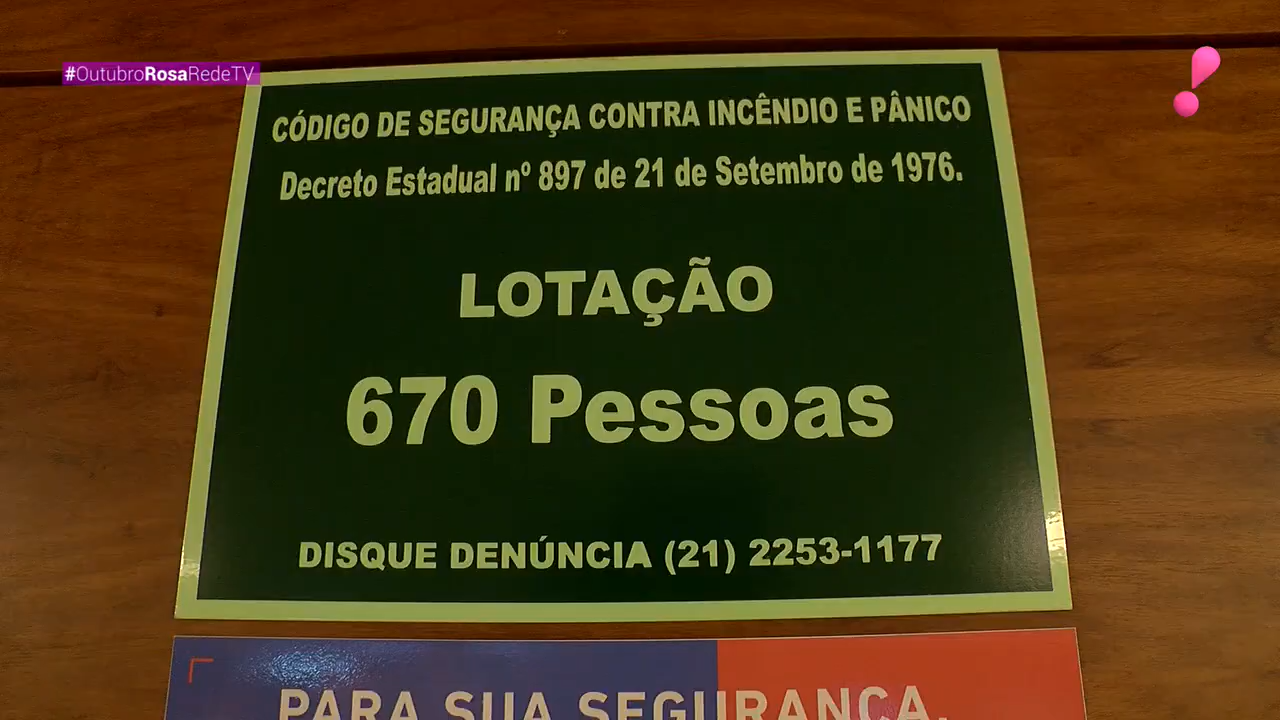 #OutubroRosaRedeTV
CÓDIGO DE SEGURANÇA CONTRA INCÊNDIO E PÂNICO
Decreto Estadual nº 897 de 21 de Setembro de 1976.
LOTAÇÃO
670 Pessoas
DISQUE DENÚNCIA (21) 2253-1177
PARA SUA SEGURANÇA,